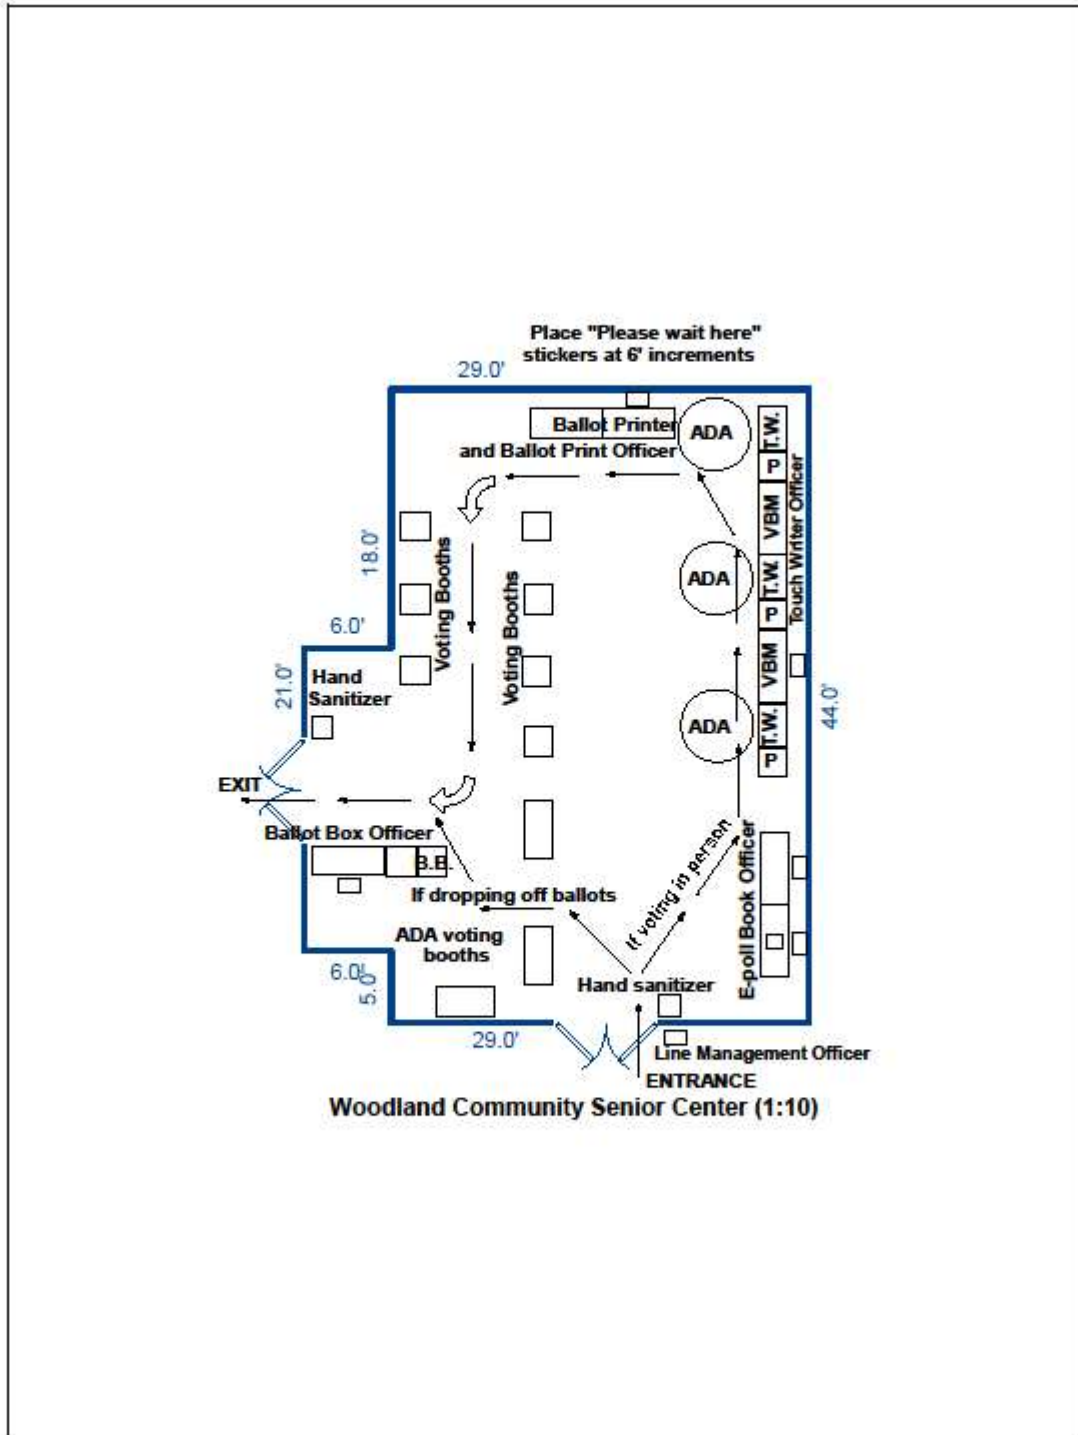 Place "Please wait here"
stickers at 6' increments
29.0'
Ballot Printer
and Ballot Print Officer
ADA
T.W.
P
VBM
Touch Writer Officer
18.0'
Voting Booths
Voting Booths
ADA
T.W.
P
VBM
6.0'
21.0'
Hand
Sanitizer
ADA
T.W.
P
44.0'
EXIT
Ballot Box Officer
B.B.
If dropping off ballots
If voting in person
E-poll Book Officer
ADA voting
booths
6.0'
5.0'
Hand sanitizer
29.0'
Line Management Officer
ENTRANCE
Woodland Community Senior Center (1:10)